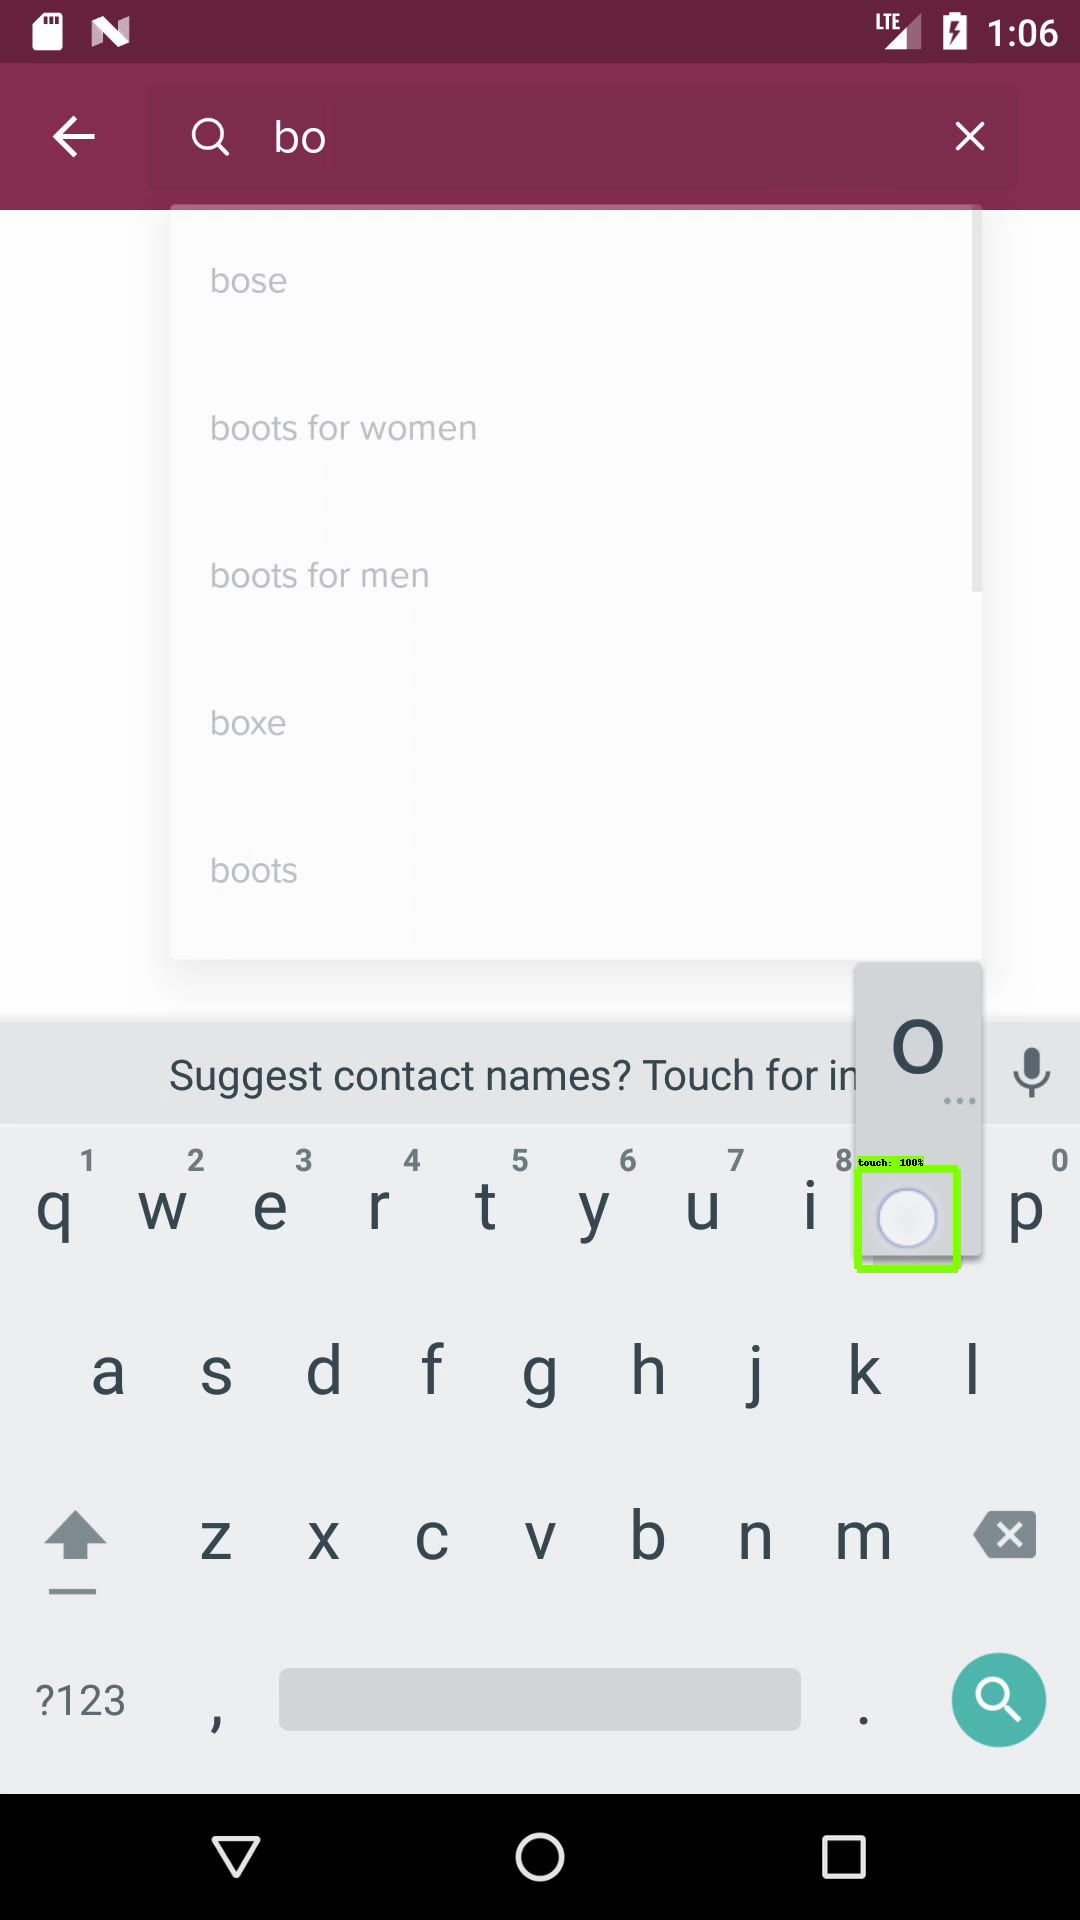 LTE 1:06
bo
bose
boots for women
boots for men
boxe
boots
o
Suggest contact names? Touch for in
...
1 2 3 4 5 6 7 8 0
touch: 100%
q w e r t y u i p
a s d f g h j k l
z x c v b n m
?123 , .